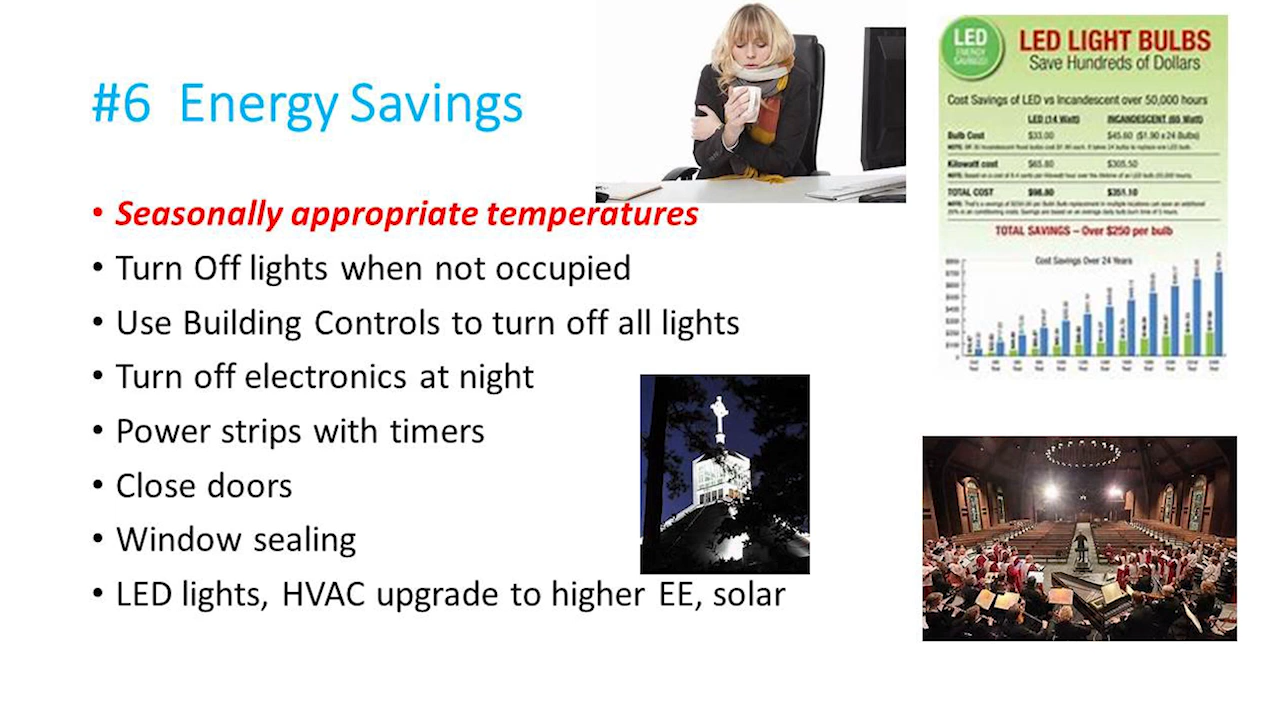 #6 Energy Savings
• Seasonally appropriate temperatures
• Turn Off lights when not occupied
• Use Building Controls to turn off all lights
• Turn off electronics at night
• Power strips with timers
• Close doors
• Window sealing
• LED lights, HVAC upgrade to higher EE, solar
LED
ENERGY
SAVINGS!
LED LIGHT BULBS
Save Hundreds of Dollars
Cost Savings of LED vs Incandescent over 50,000 hours
LED (14 Watt) INCANDESCENT (65 Watt)
Bulb Cost $33.00 $45.60 ($1.90 x 24 Bulbs)
Kilowatt cost $65.80 $305.50
TOTAL COST $98.80 $351.10
TOTAL SAVINGS – Over $250 per bulb
Cost Savings Over 24 Years